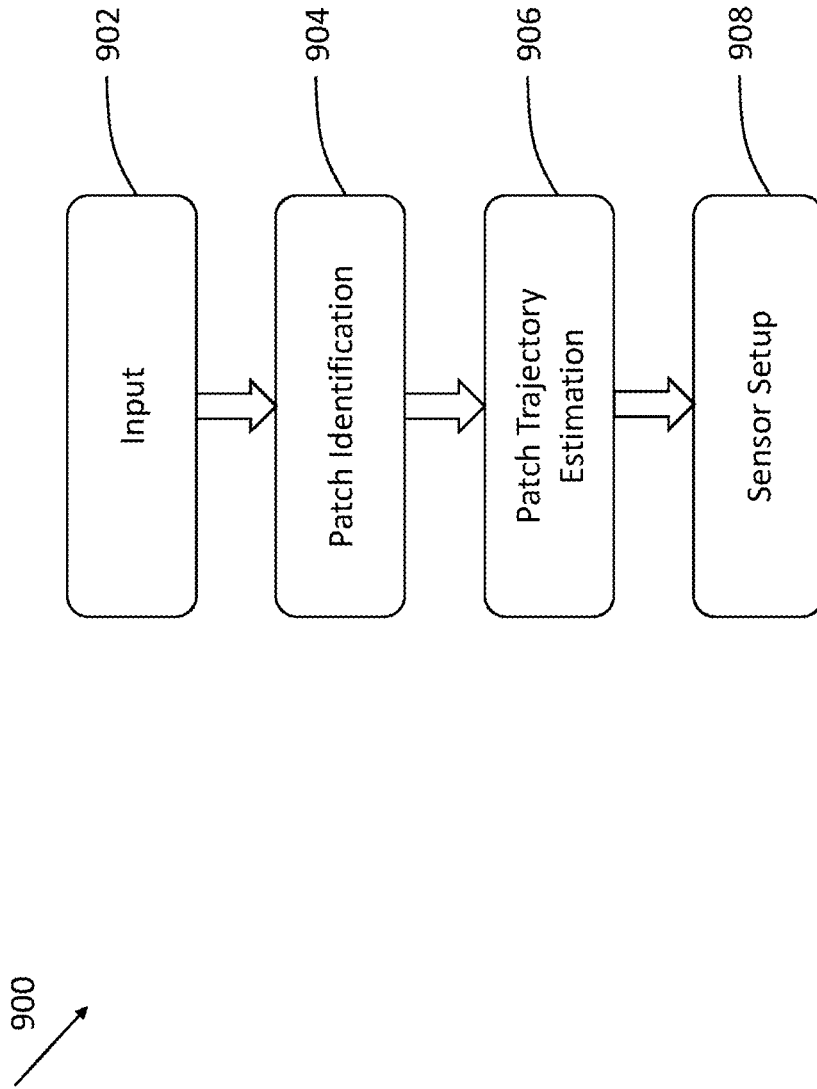 900
902
Input
904
Patch Identification
906
Patch Trajectory
Estimation
908
Sensor Setup